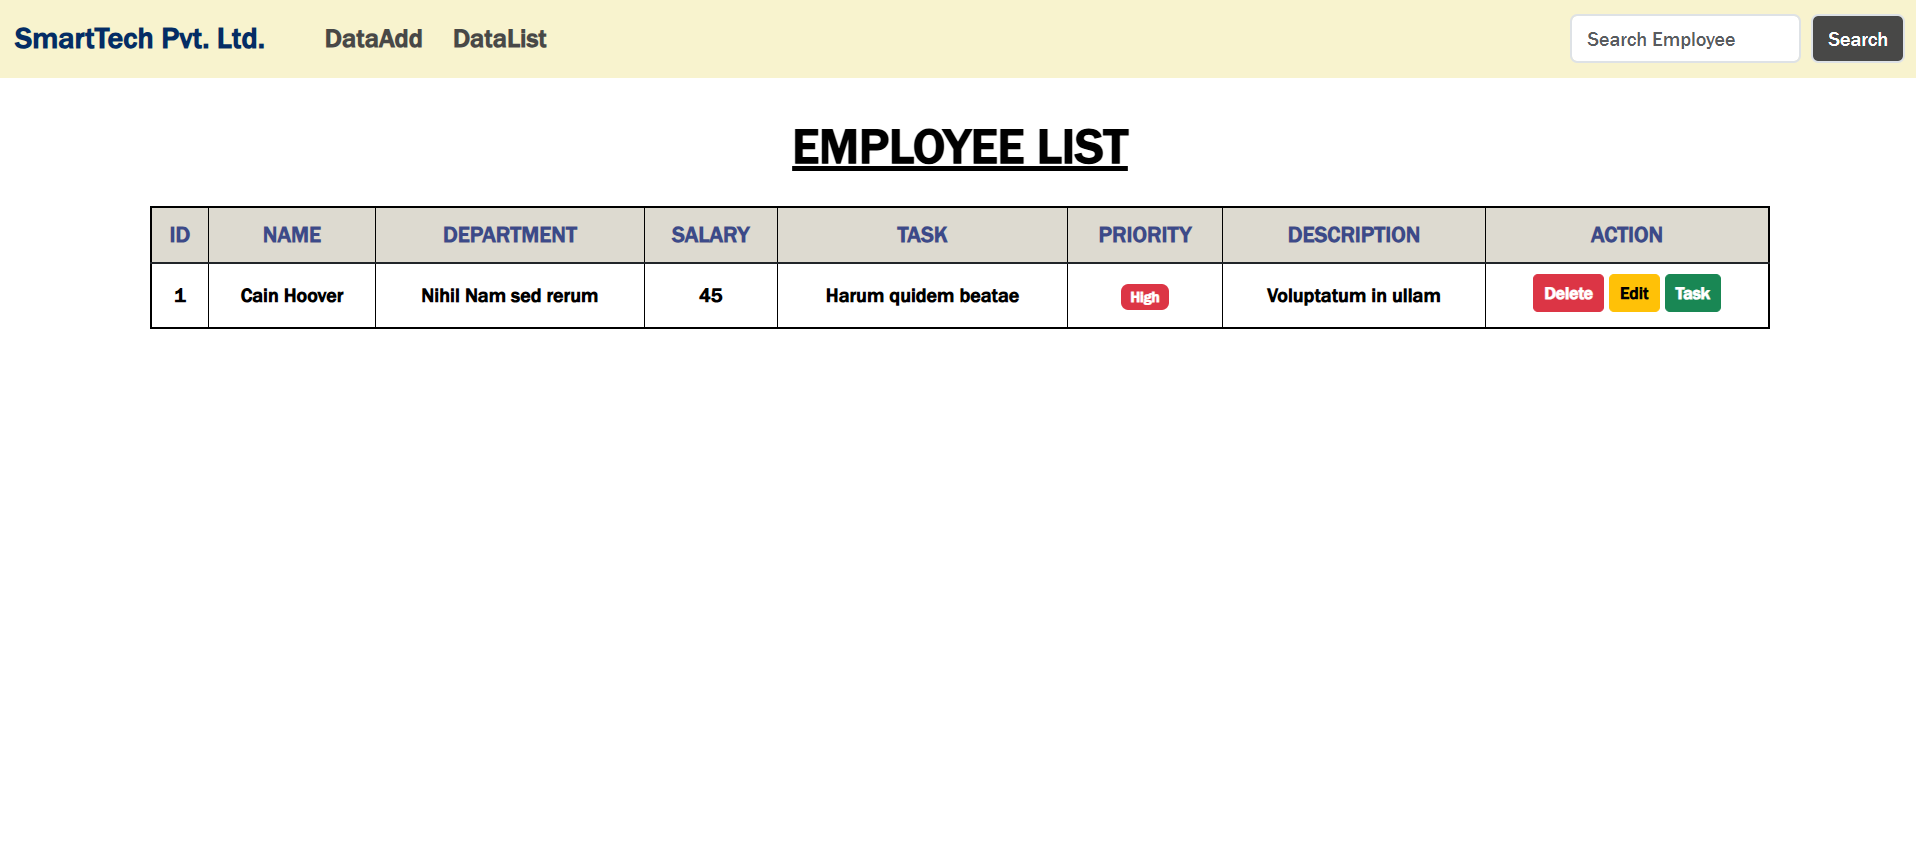 SmartTech Pvt. Ltd. DataAdd DataList Search Employee Search
EMPLOYEE LIST
ID NAME DEPARTMENT SALARY TASK PRIORITY DESCRIPTION ACTION
1 Cain Hoover Nihil Nam sed rerum 45 Harum quidem beatae High Voluptatum in ullam Delete Edit Task